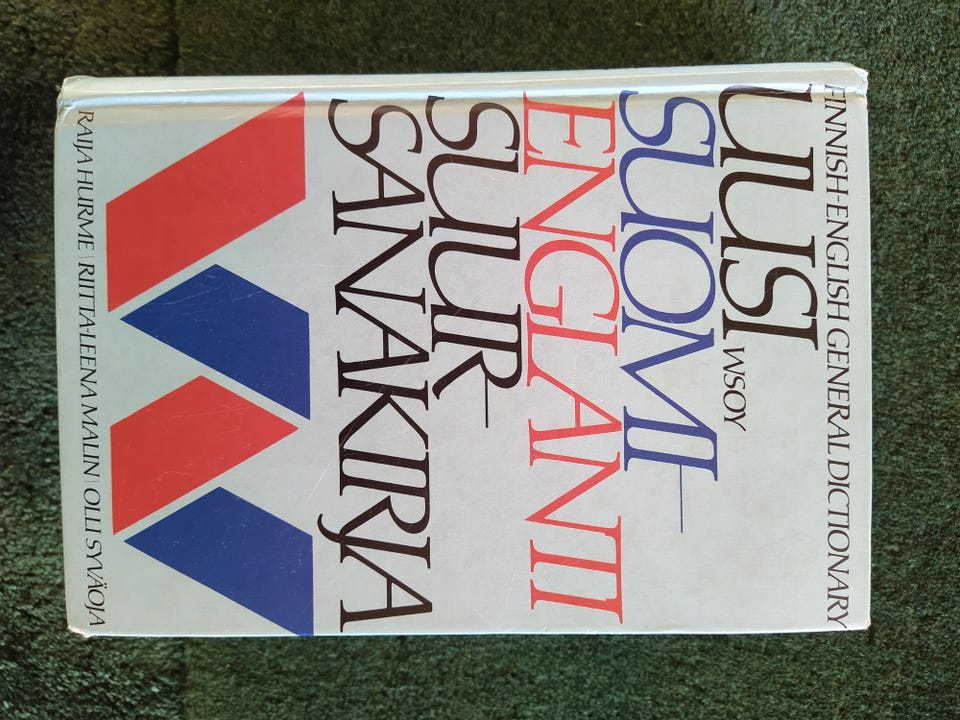 FINNISH-ENGLISH GENERAL DICTIONARY
UUSI WSOY
SUOMI-
ENGLANTI
SUUR-
SANAKIRJA
RAIJA HURME | RIITTA-LEENA MALIN | OLLI SYVÄOJA